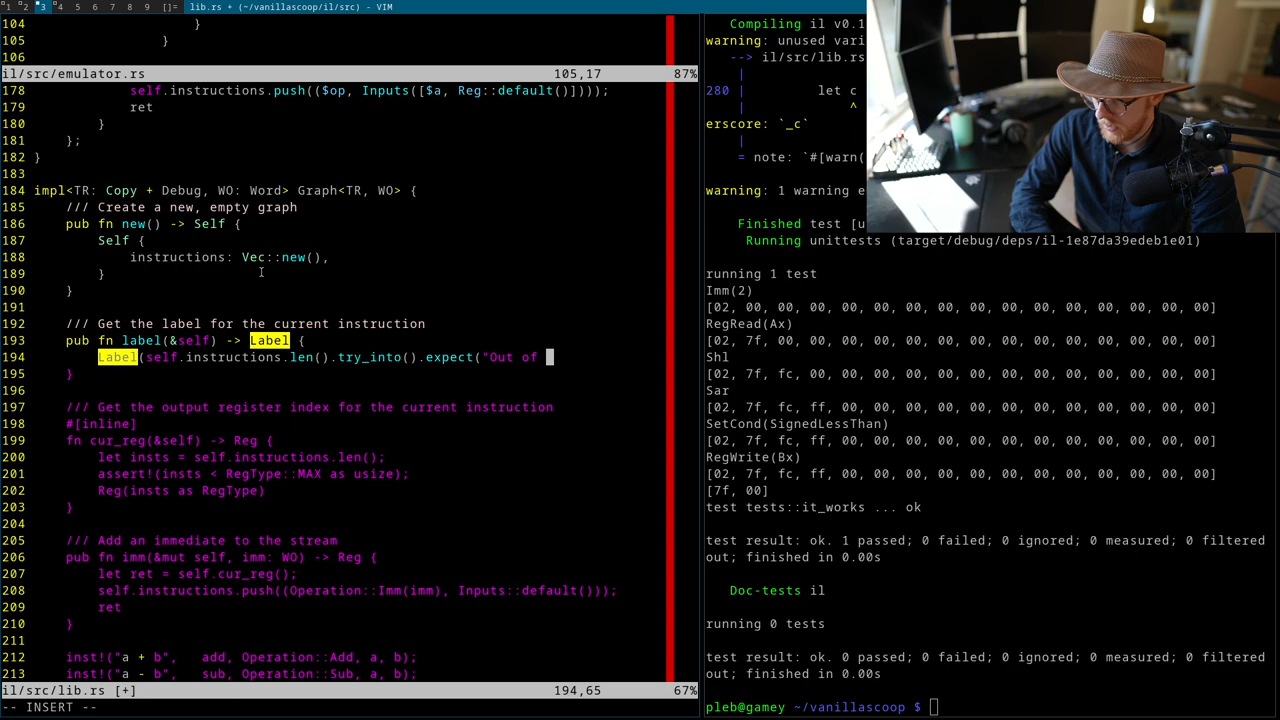 1 2 3 4 5 6 7 8 9 []= lib.rs + (~/vanillascoop/il/src) - VIM
104 }
105 }
106
il/src/emulator.rs 105,17 87%
178 self.instructions.push(($op, Inputs([$a, Reg::default()])));
179 ret
180 }
181 };
182 }
183
184 impl<TR: Copy + Debug, WO: Word> Graph<TR, WO> {
185 /// Create a new, empty graph
186 pub fn new() -> Self {
187 Self {
188 instructions: Vec::new(),
189 }
190 }
191
192 /// Get the label for the current instruction
193 pub fn label(&self) -> Label {
194 Label(self.instructions.len().try_into().expect("Out of
195 }
196
197 /// Get the output register index for the current instruction
198 #[inline]
199 fn cur_reg(&self) -> Reg {
200 let insts = self.instructions.len();
201 assert!(insts < RegType::MAX as usize);
202 Reg(insts as RegType)
203 }
204
205 /// Add an immediate to the stream
206 pub fn imm(&mut self, imm: WO) -> Reg {
207 let ret = self.cur_reg();
208 self.instructions.push((Operation::Imm(imm), Inputs::default()));
209 ret
210 }
211
212 inst!("a + b", add, Operation::Add, a, b);
213 inst!("a - b", sub, Operation::Sub, a, b);
il/src/lib.rs [+] 194,65 67%
-- INSERT --
Compiling il v0.1
warning: unused vari
--> il/src/lib.rs
|
280 | let c
| ^
erscore: `_c`
|
= note: `#[warn(
warning: 1 warning e
Finished test [u
Running unittests (target/debug/deps/il-1e87da39edeb1e01)
running 1 test
Imm(2)
[02, 00, 00, 00, 00, 00, 00, 00, 00, 00, 00, 00, 00, 00, 00, 00]
RegRead(Ax)
[02, 7f, 00, 00, 00, 00, 00, 00, 00, 00, 00, 00, 00, 00, 00, 00]
Shl
[02, 7f, fc, 00, 00, 00, 00, 00, 00, 00, 00, 00, 00, 00, 00, 00]
Sar
[02, 7f, fc, ff, 00, 00, 00, 00, 00, 00, 00, 00, 00, 00, 00, 00]
SetCond(SignedLessThan)
[02, 7f, fc, ff, 00, 00, 00, 00, 00, 00, 00, 00, 00, 00, 00, 00]
RegWrite(Bx)
[02, 7f, fc, ff, 00, 00, 00, 00, 00, 00, 00, 00, 00, 00, 00, 00]
[7f, 00]
test tests::it_works ... ok
test result: ok. 1 passed; 0 failed; 0 ignored; 0 measured; 0 filtered
out; finished in 0.00s
Doc-tests il
running 0 tests
test result: ok. 0 passed; 0 failed; 0 ignored; 0 measured; 0 filtered
out; finished in 0.00s
pleb@gamey ~/vanillascoop $